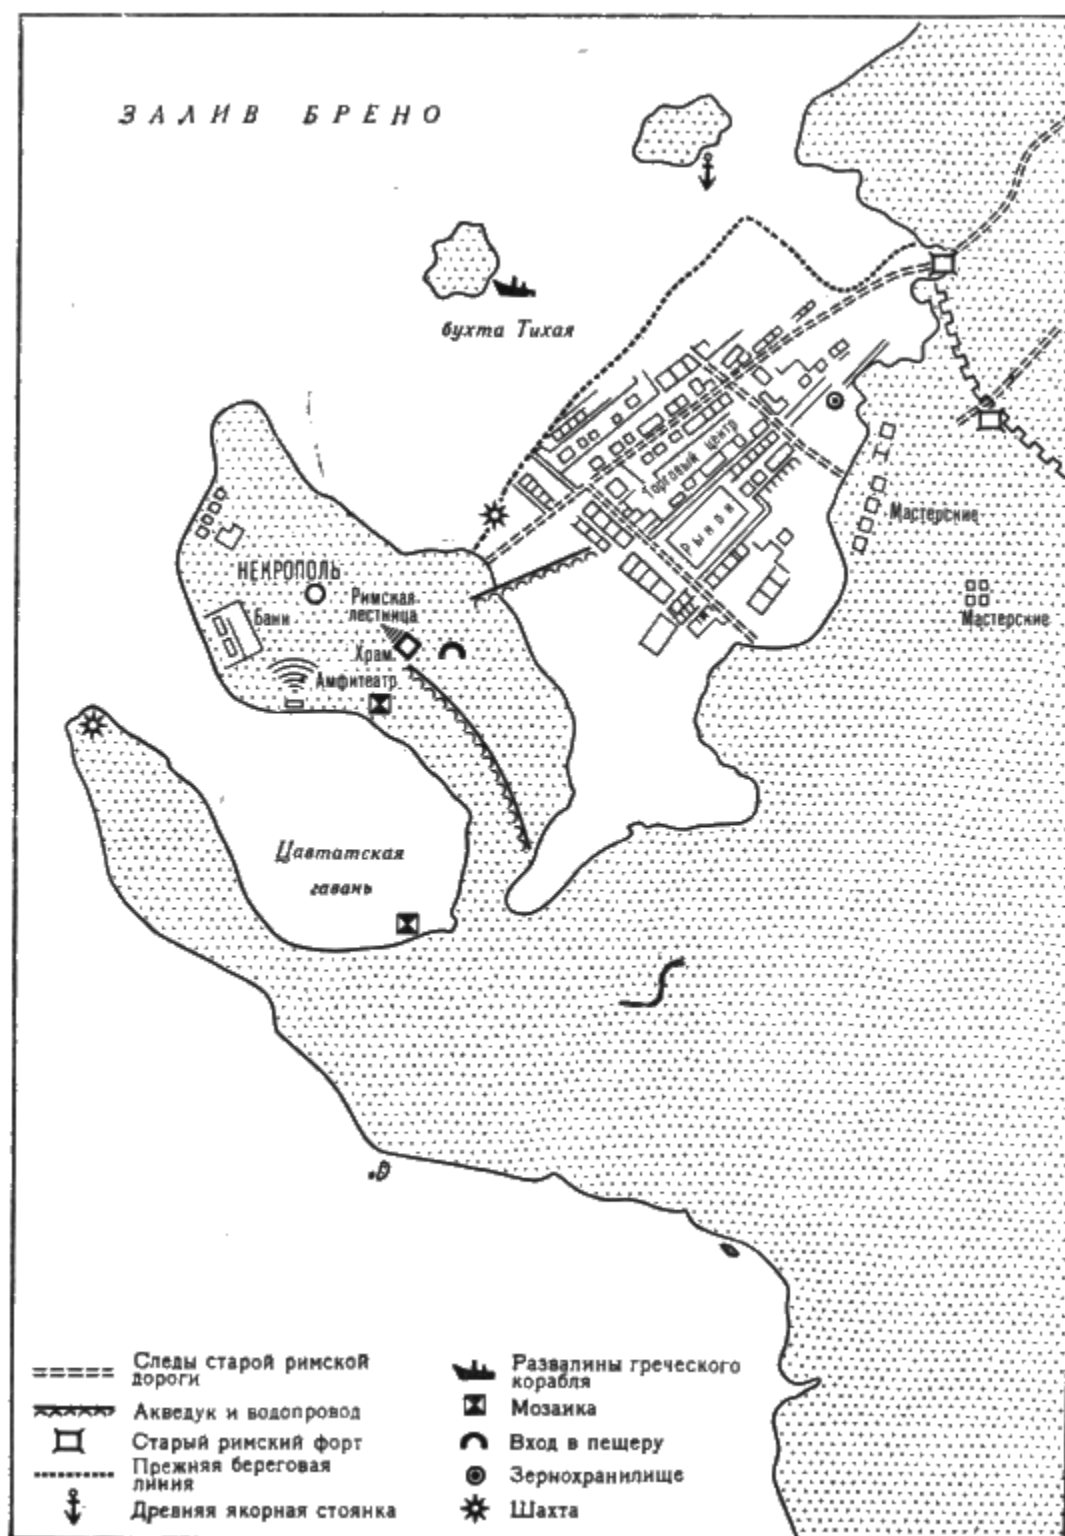 ЗАЛИВ БРЕНО
бухта Тихая
Торговый центр
Рынок
Мастерские
Мастерские
НЕКРОПОЛЬ
Римская
лестница
Бани
Храм
Амфитеатр
Цавтатская
гавань
Следы старой римской
дороги
Акведук и водопровод
Старый римский форт
Прежняя береговая
линия
Древняя якорная стоянка
Развалины греческого
корабля
Мозаика
Вход в пещеру
Зернохранилище
Шахта